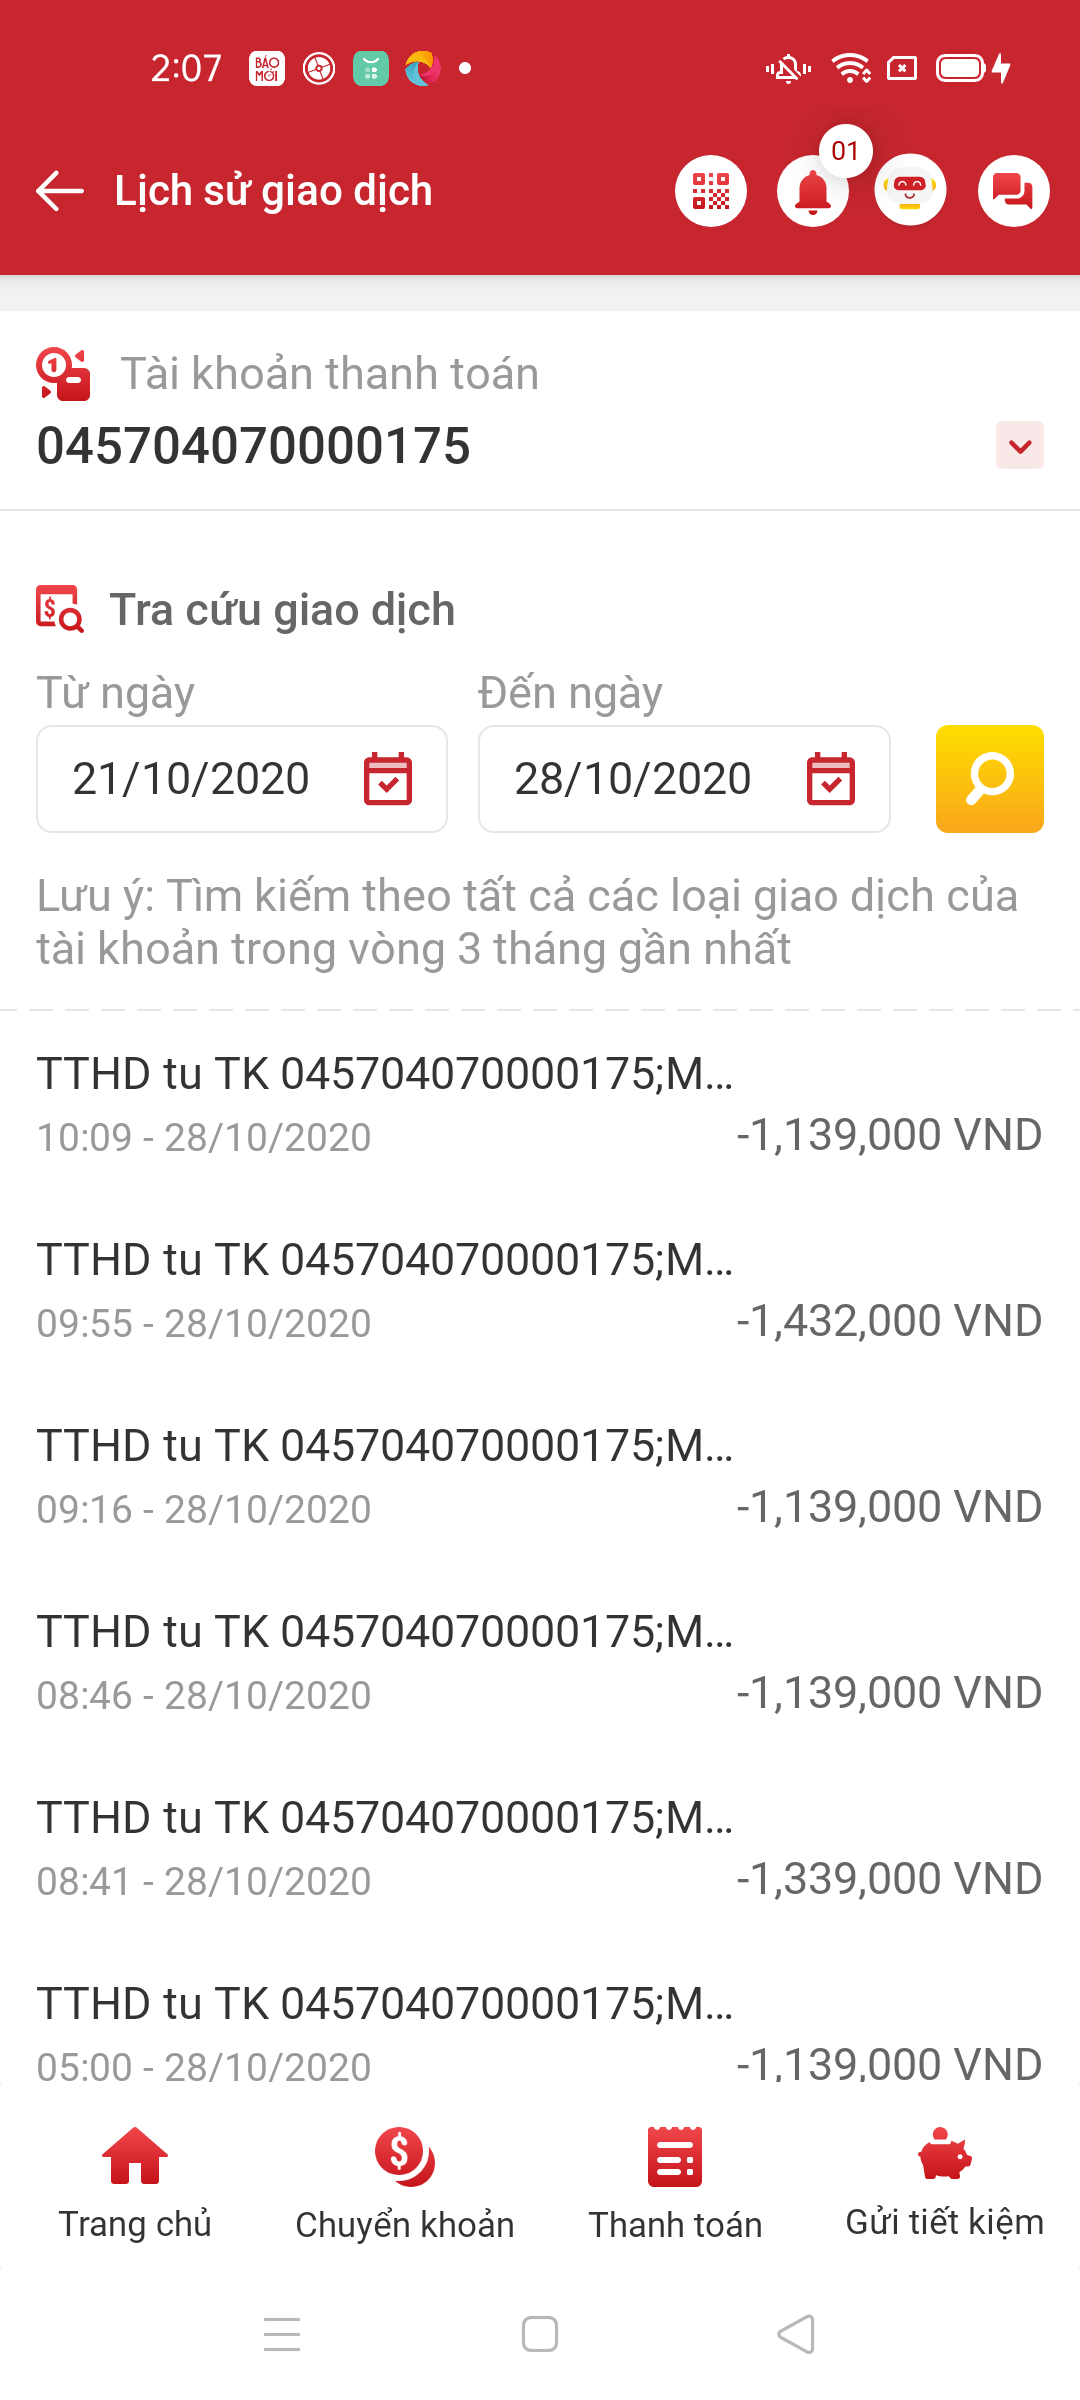 2:07
BÁO
MỚI
Lịch sử giao dịch
01
Tài khoản thanh toán
045704070000175
Tra cứu giao dịch
Từ ngày
Đến ngày
21/10/2020
28/10/2020
Lưu ý: Tìm kiếm theo tất cả các loại giao dịch của
tài khoản trong vòng 3 tháng gần nhất
TTHD tu TK 045704070000175;M...
10:09 - 28/10/2020
-1,139,000 VND
TTHD tu TK 045704070000175;M...
09:55 - 28/10/2020
-1,432,000 VND
TTHD tu TK 045704070000175;M...
09:16 - 28/10/2020
-1,139,000 VND
TTHD tu TK 045704070000175;M...
08:46 - 28/10/2020
-1,139,000 VND
TTHD tu TK 045704070000175;M...
08:41 - 28/10/2020
-1,339,000 VND
TTHD tu TK 045704070000175;M...
05:00 - 28/10/2020
-1,139,000 VND
Trang chủ
Chuyển khoản
Thanh toán
Gửi tiết kiệm